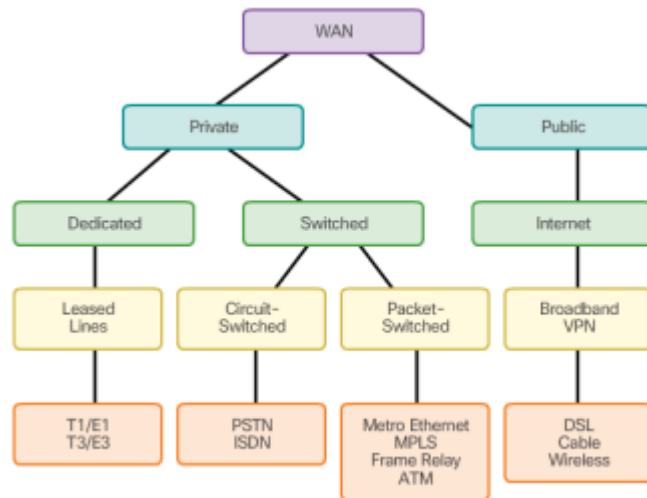 WAN
Private
Public
Dedicated
Switched
Internet
Leased
Lines
Circuit-
Switched
Packet-
Switched
Broadband
VPN
T1/E1
T3/E3
PSTN
ISDN
Metro Ethernet
MPLS
Frame Relay
ATM
DSL
Cable
Wireless